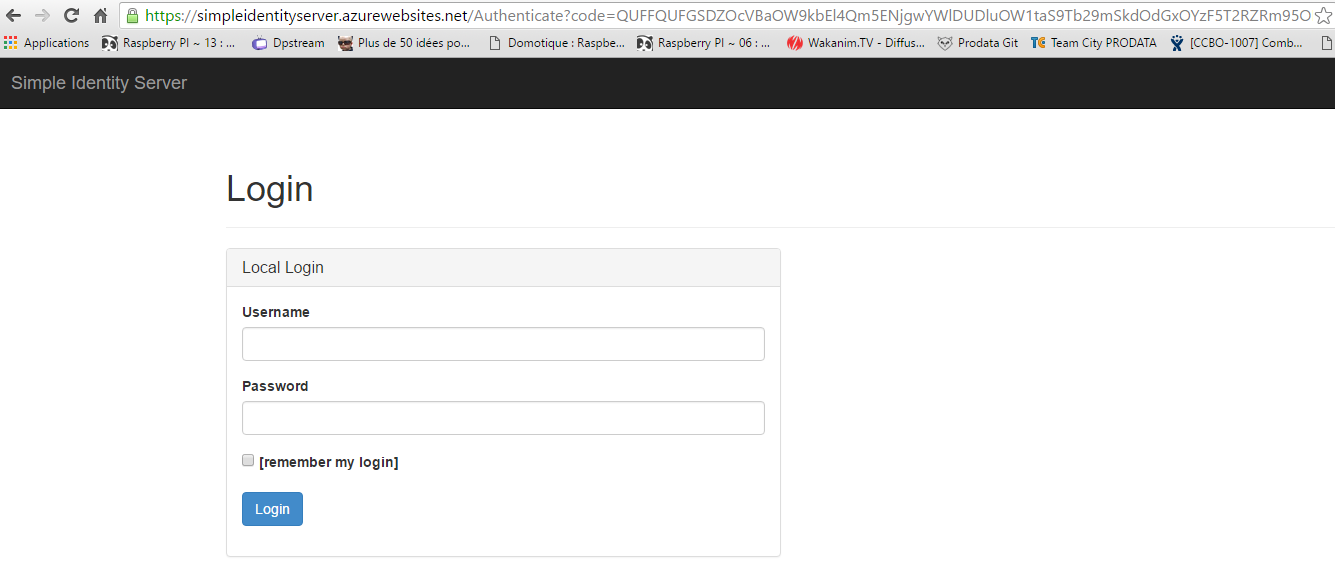 https://simpleidentityserver.azurewebsites.net/Authenticate?code=QUFFQUFGSDZOcVBaOW9kbEl4Qm5ENjgwYWlDUDluOW1taS9Tb29mSkdOdGxOYzF5T2RZRm95O
Applications Raspberry PI ~ 13 : ... Dpstream Plus de 50 idées po... Domotique : Raspbe... Raspberry PI ~ 06 : ... Wakanim.TV - Diffus... Prodata Git Team City PRODATA [CCBO-1007] Comb...
Simple Identity Server
Login
Local Login
Username
Password
[remember my login]
Login